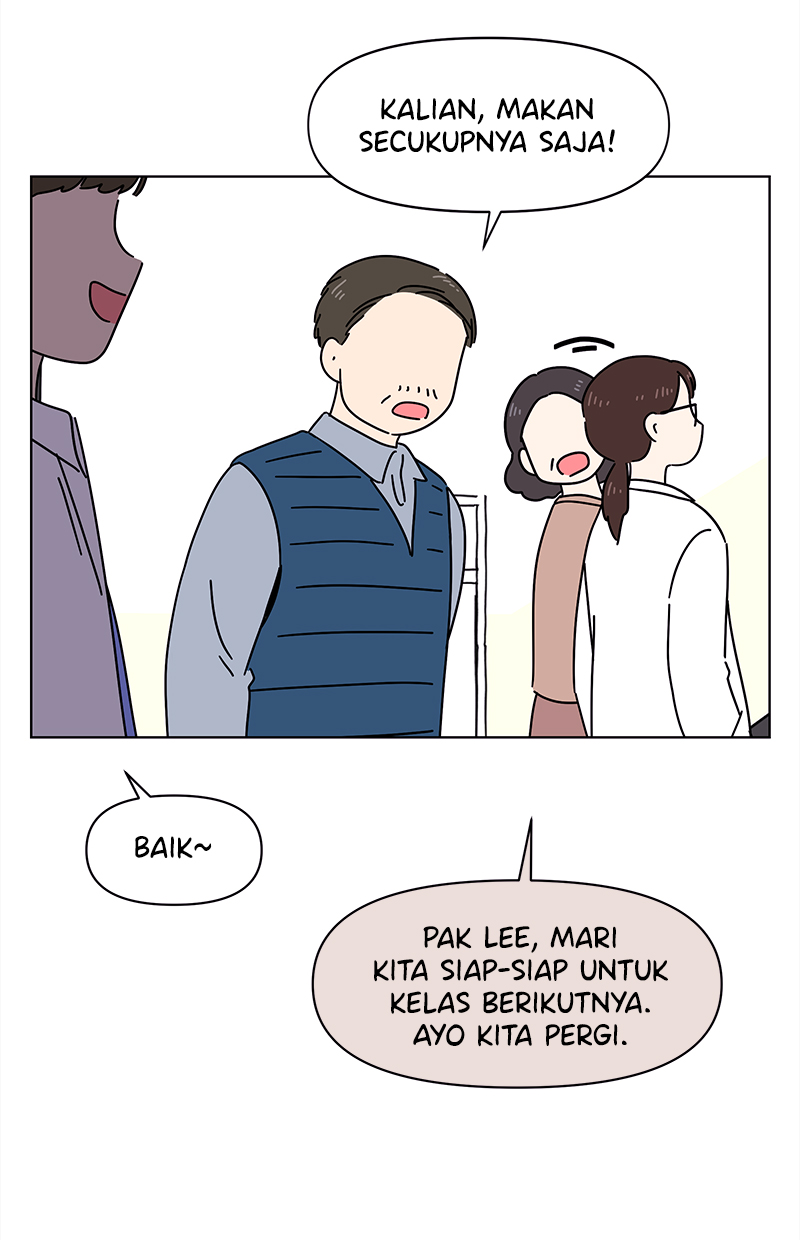 KALIAN, MAKAN
SECUKUPNYA SAJA!
BAIK~
PAK LEE, MARI
KITA SIAP-SIAP UNTUK
KELAS BERIKUTNYA.
AYO KITA PERGI.